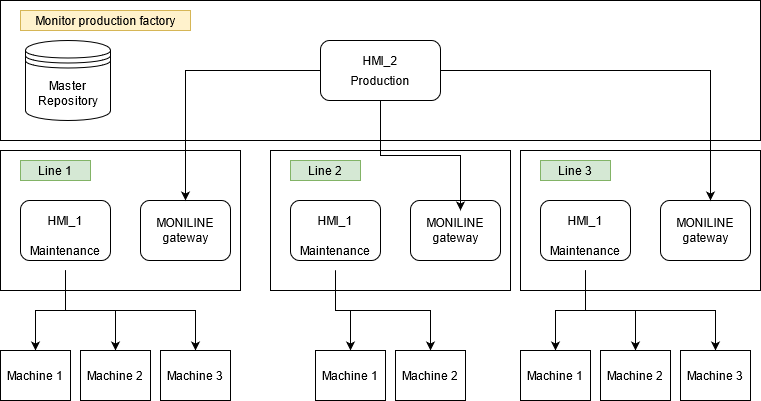 Monitor production factory
Master
Repository
HMI_2
Production
Line 1
HMI_1
Maintenance
MONILINE
gateway
Line 2
HMI_1
Maintenance
MONILINE
gateway
Line 3
HMI_1
Maintenance
MONILINE
gateway
Machine 1
Machine 2
Machine 3
Machine 1
Machine 2
Machine 1
Machine 2
Machine 3